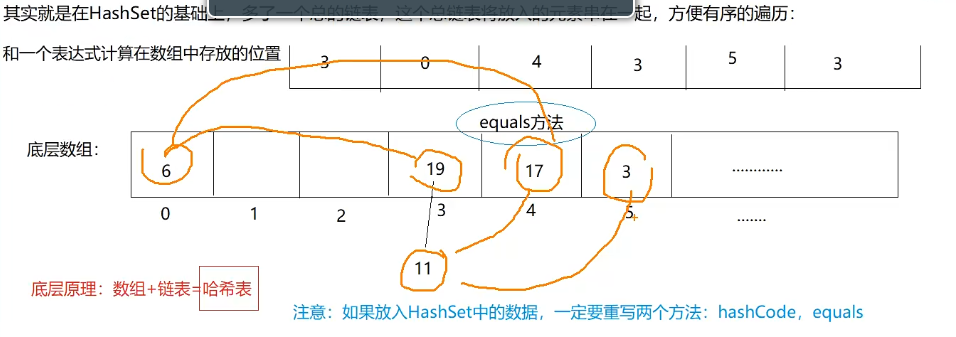 其实就是在HashSet的基础上，多了一个总的链表，这个总链表将放入的元素串在一起，方便有序的遍历：
和一个表达式计算在数组中存放的位置
3 0 4 3 5 3
equals方法
底层数组：
6 19 17 3 ............
0 1 2 3 4 5 .......
11
底层原理：数组+链表=哈希表
注意：如果放入HashSet中的数据，一定要重写两个方法：hashCode，equals